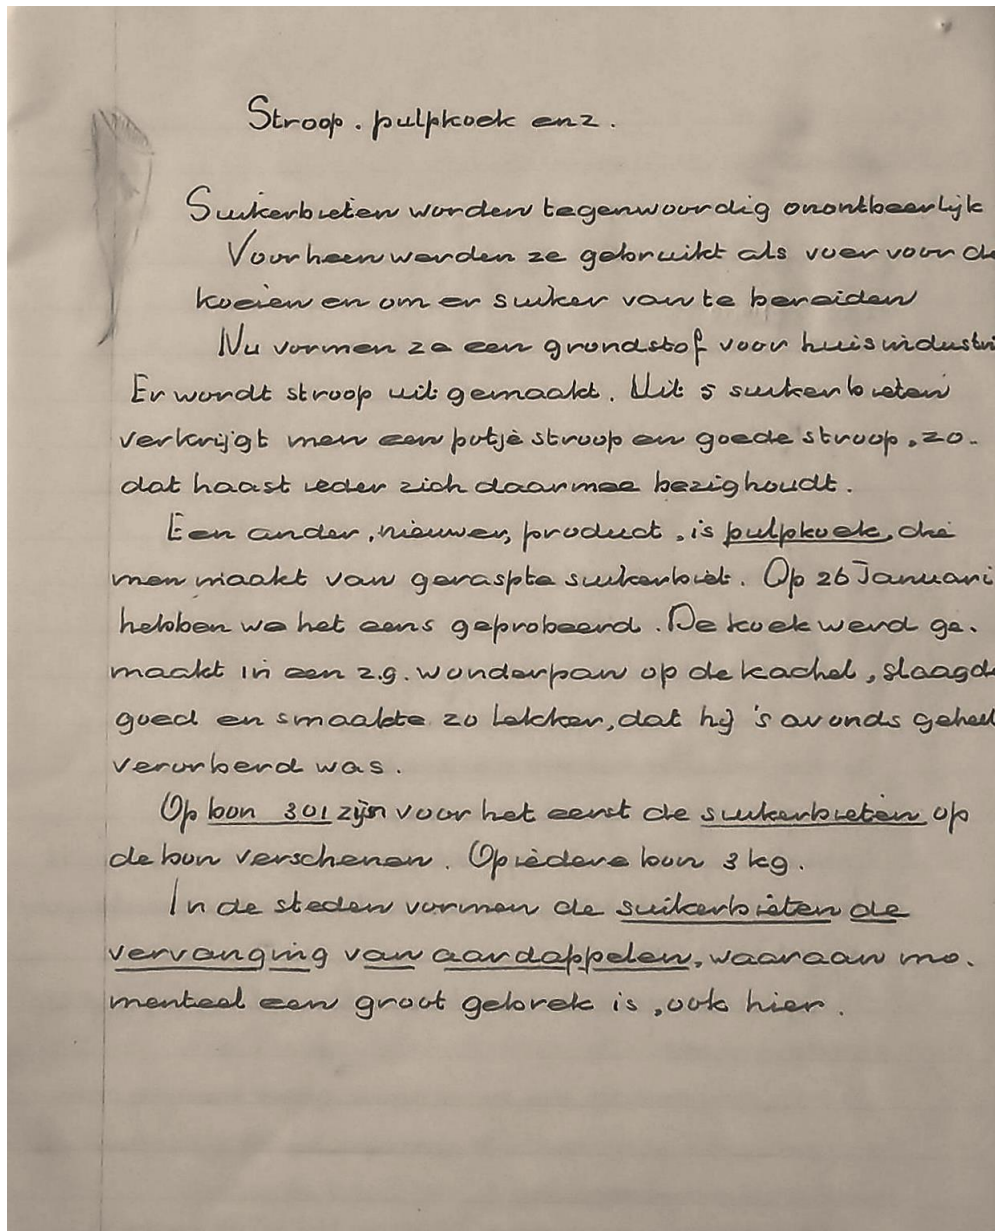 Stroop. pulpkoek enz.
Suikerbieten worden tegenwoordig onontbeerlijk
Voorheen werden ze gebruikt als voer voor de
koeien en om er suiker van te bereiden
Nu vormen ze een grondstof voor huisindustri
Er wordt stroop uit gemaakt. Uit 5 suikerbieten
verkrijgt men een potje stroop en goede stroop, zo-
dat haast ieder zich daarmee bezighoudt.
Een ander, nieuwer, product, is pulpkoek, die
men maakt van geraspte suikerbiet. Op 26 Januari
hebben we het eens geprobeerd. De koek werd ge-
maakt in een z.g. wonderpan op de kachel, slaagde
goed en smaakte zo lekker, dat hij 's avonds geheel
verorberd was.
Op bon 301 zijn voor het eerst de suikerbieten op
de bon verschenen. Op iedere bon 3 kg.
In de steden vormen de suikerbieten de
vervanging van aardappelen, waaraan mo-
menteel een groot gebrek is, ook hier.